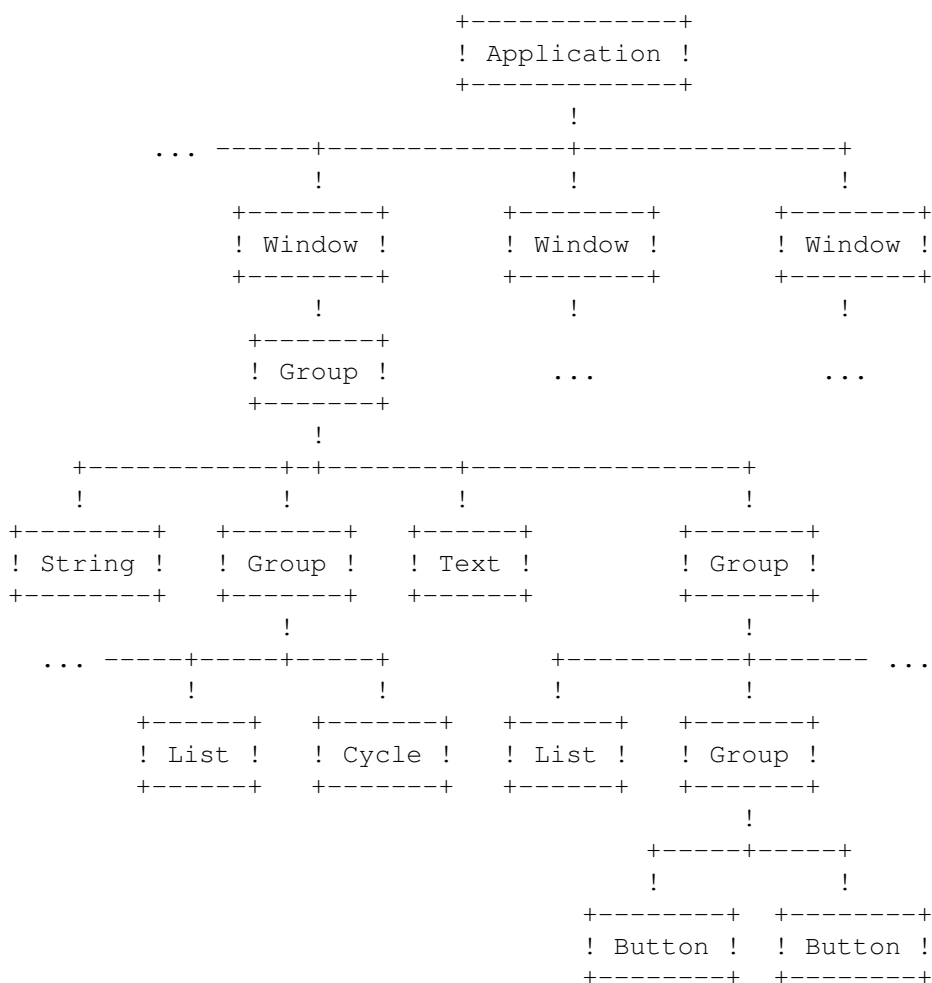 +-------------+
! Application !
+-------------+
!
... ------+---------------+----------------+
! ! !
+--------+ +--------+ +--------+
! Window ! ! Window ! ! Window !
+--------+ +--------+ +--------+
! ! !
+-------+
! Group ! ... ...
+-------+
!
+------------+-+--------+-----------------+
! ! ! !
+--------+ +-------+ +------+ +-------+
! String ! ! Group ! ! Text ! ! Group !
+--------+ +-------+ +------+ +-------+
! !
... -----+-----+-----+ +-----------+------- ...
! ! ! !
+------+ +-------+ +------+ +-------+
! List ! ! Cycle ! ! List ! ! Group !
+------+ +-------+ +------+ +-------+
!
+-----+-----+
! !
+--------+ +--------+
! Button ! ! Button !
+--------+ +--------+